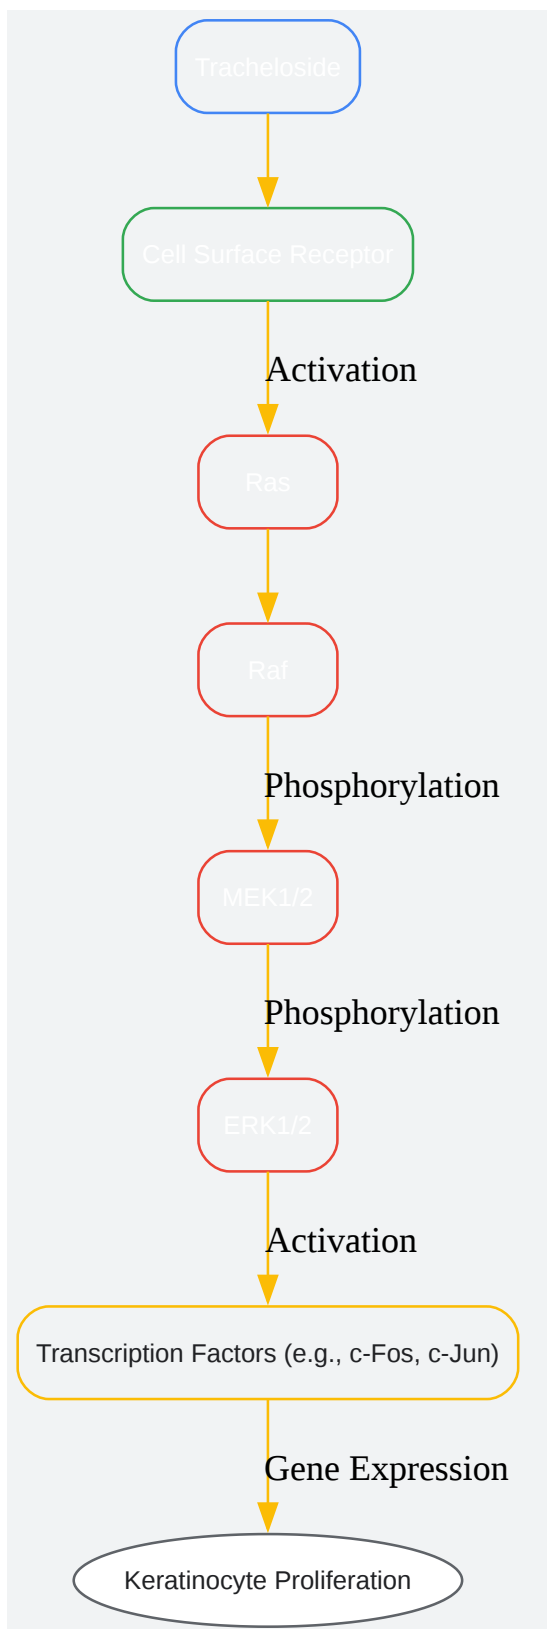 Tracheloside
Cell Surface Receptor
Activation
Ras
Raf
Phosphorylation
MEK1/2
Phosphorylation
ERK1/2
Activation
Transcription Factors (e.g., c-Fos, c-Jun)
Gene Expression
Keratinocyte Proliferation